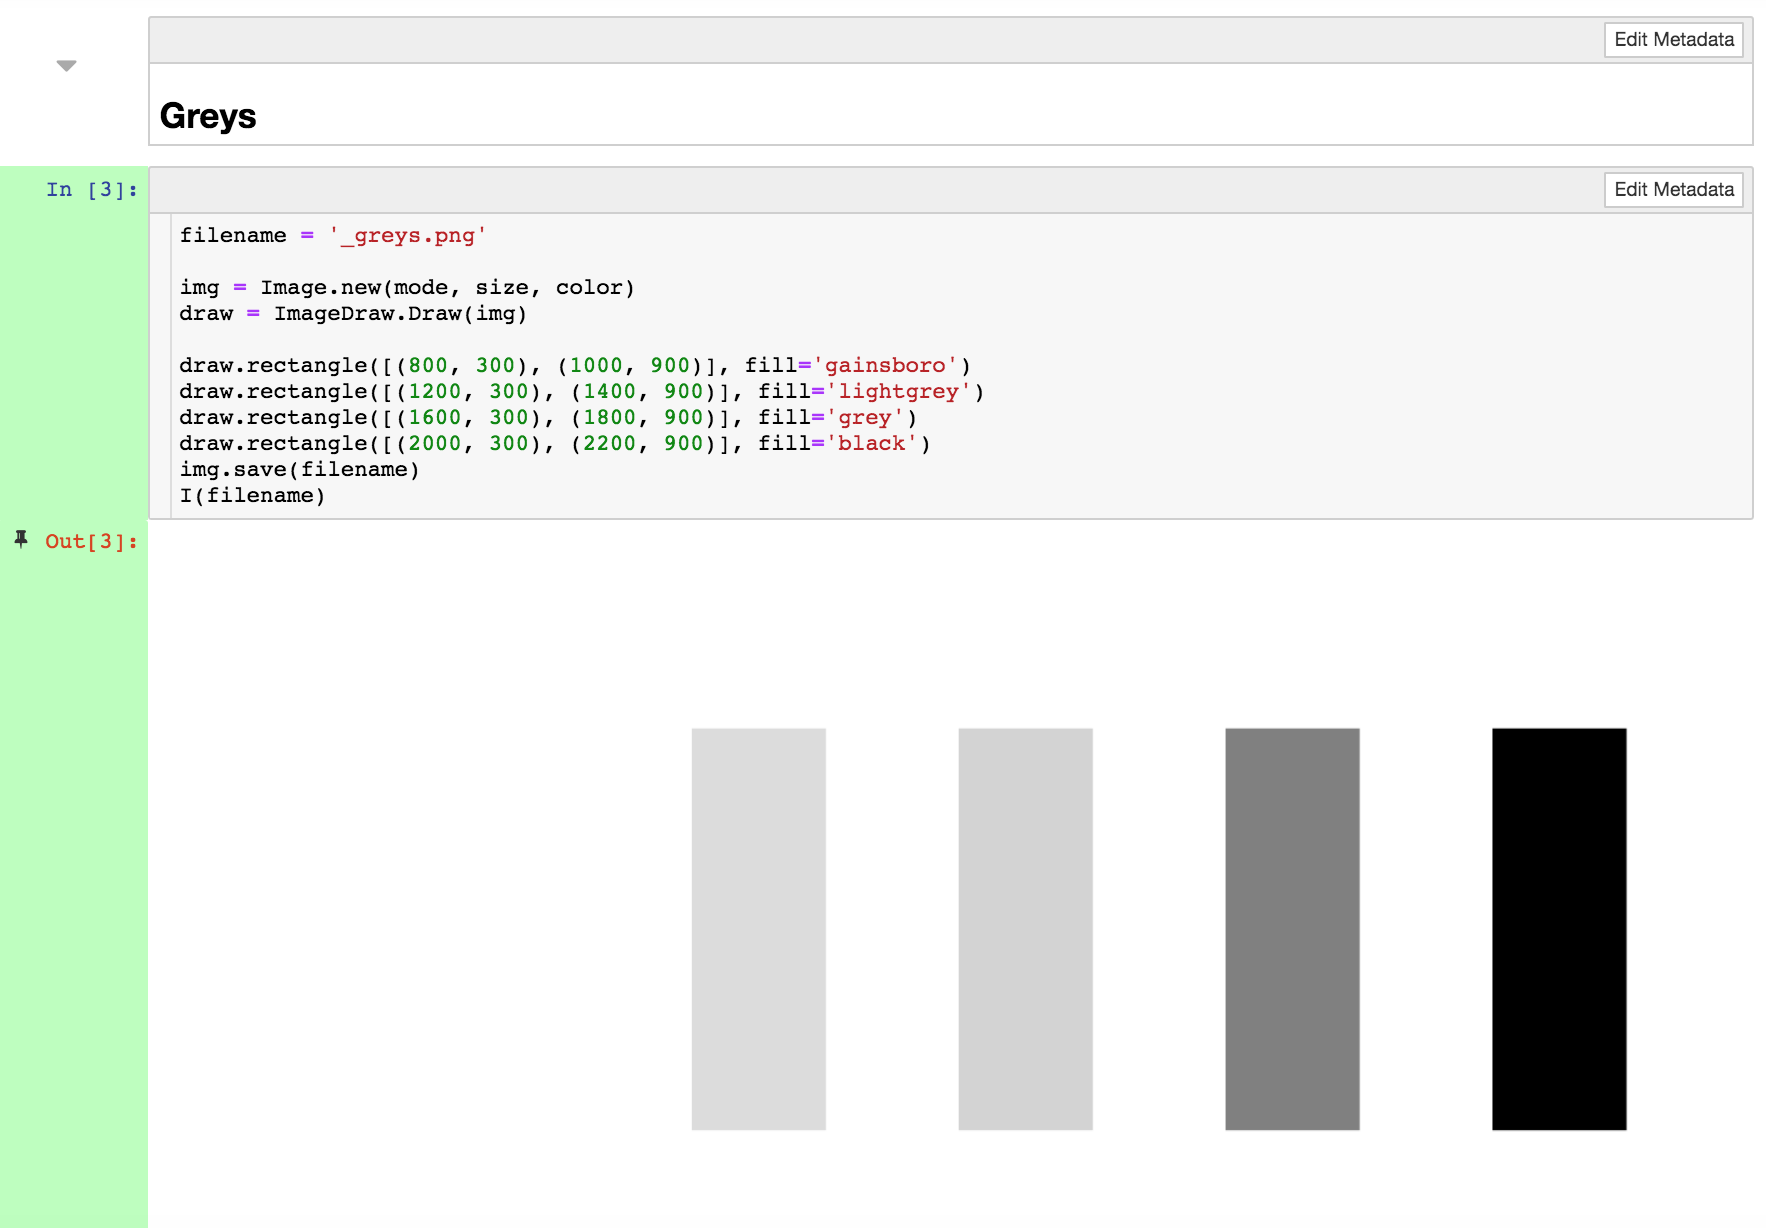 Edit Metadata
Greys
In [3]:
Edit Metadata
filename = '_greys.png'
img = Image.new(mode, size, color)
draw = ImageDraw.Draw(img)
draw.rectangle([(800, 300), (1000, 900)], fill='gainsboro')
draw.rectangle([(1200, 300), (1400, 900)], fill='lightgrey')
draw.rectangle([(1600, 300), (1800, 900)], fill='grey')
draw.rectangle([(2000, 300), (2200, 900)], fill='black')
img.save(filename)
I(filename)
Out[3]: